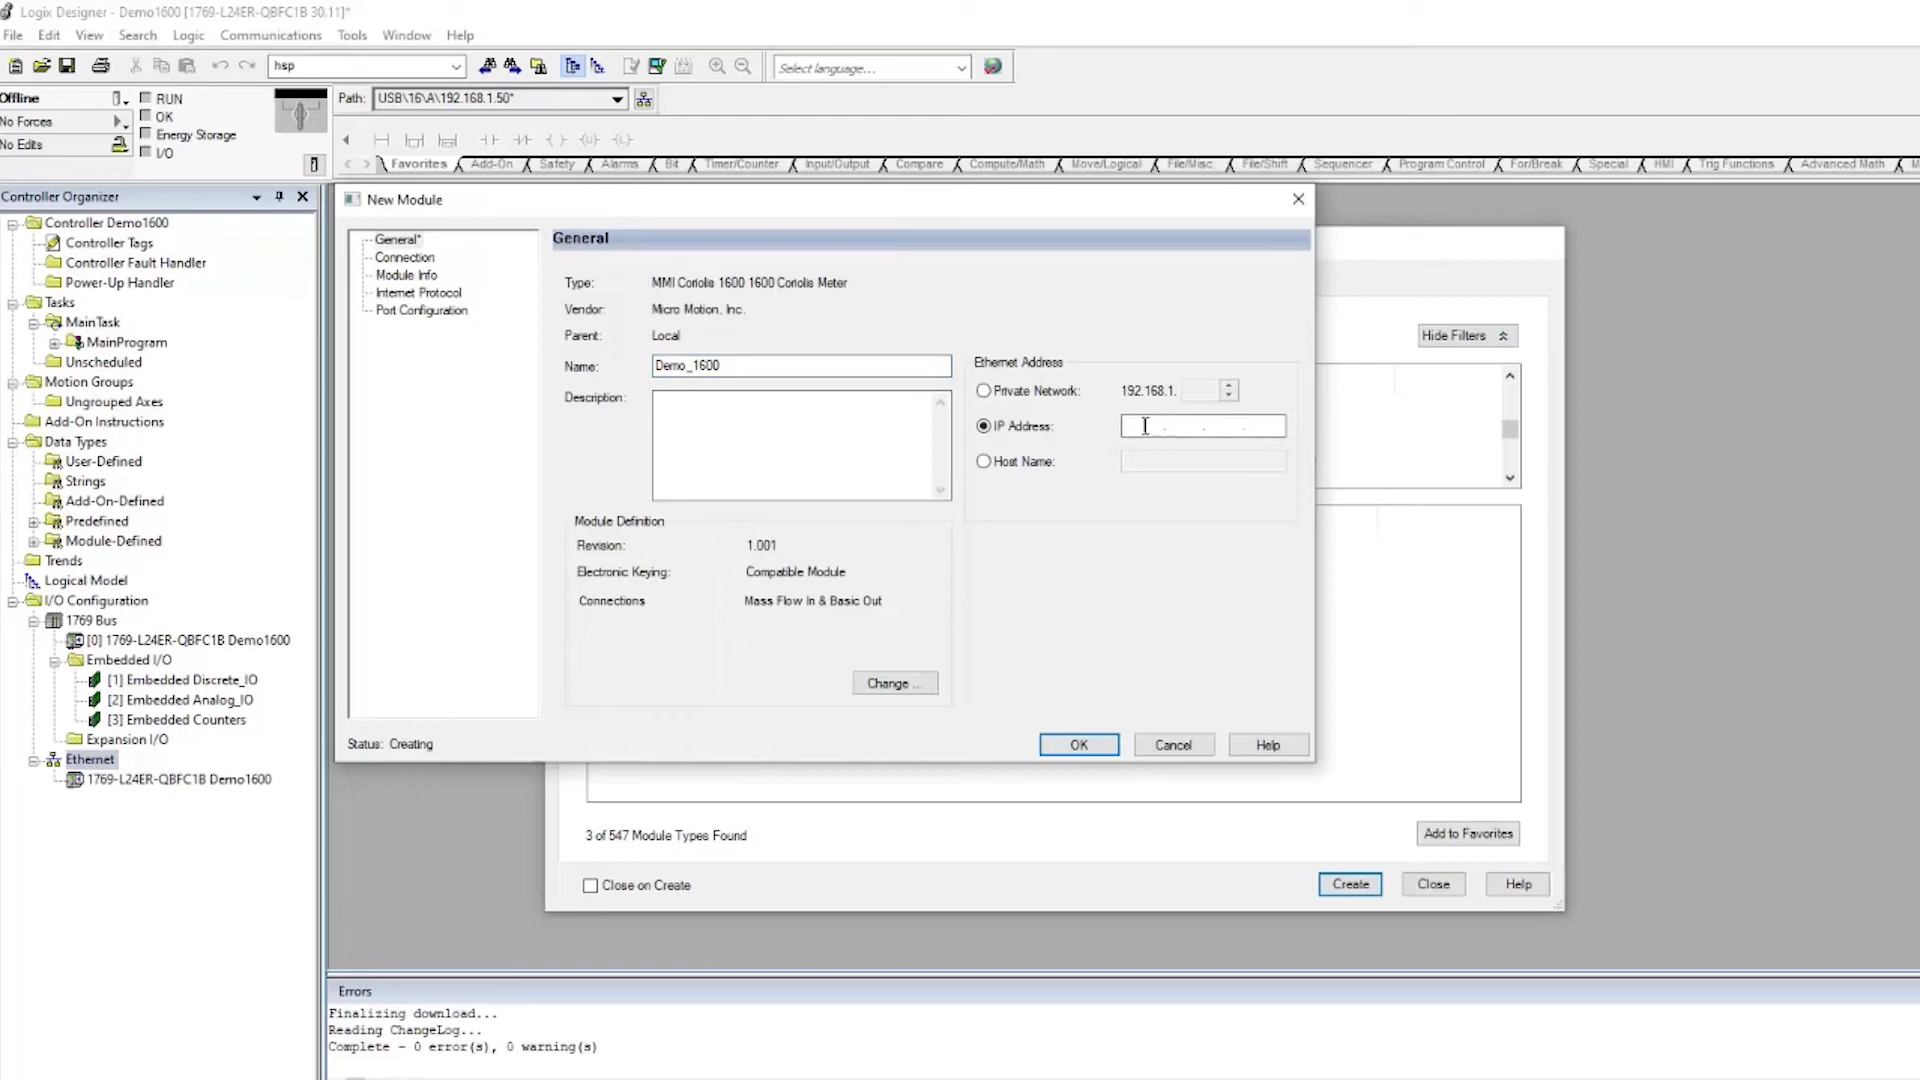 Logix Designer - Demo1600 [1769-L24ER-QBFC1B 30.11]*
File Edit View Search Logic Communications Tools Window Help
hsp
Select language...
Offline
RUN
Path: USB\16\A\192.168.1.50*
No Forces
OK
Energy Storage
No Edits
I/O
Favorites Add-On Safety Alarms Bit Timer/Counter Input/Output Compare Compute/Math Move/Logical File/Misc. File/Shift Sequencer Program Control For/Break Special HMI Trig Functions Advanced Math
Controller Organizer
Controller Demo1600
Controller Tags
Controller Fault Handler
Power-Up Handler
Tasks
MainTask
MainProgram
Unscheduled
Motion Groups
Ungrouped Axes
Add-On Instructions
Data Types
User-Defined
Strings
Add-On-Defined
Predefined
Module-Defined
Trends
Logical Model
I/O Configuration
1769 Bus
[0] 1769-L24ER-QBFC1B Demo1600
Embedded I/O
[1] Embedded Discrete_IO
[2] Embedded Analog_IO
[3] Embedded Counters
Expansion I/O
Ethernet
1769-L24ER-QBFC1B Demo1600
New Module
General*
Connection
Module Info
Internet Protocol
Port Configuration
General
Type: MMI Coriolis 1600 1600 Coriolis Meter
Vendor: Micro Motion, Inc.
Parent: Local
Name: Demo_1600
Description:
Ethernet Address
Private Network: 192.168.1.
IP Address: . . .
Host Name:
Module Definition
Revision: 1.001
Electronic Keying: Compatible Module
Connections Mass Flow In & Basic Out
Change ...
Status: Creating
OK Cancel Help
Hide Filters
3 of 547 Module Types Found
Add to Favorites
Close on Create
Create Close Help
Errors
Finalizing download...
Reading ChangeLog...
Complete - 0 error(s), 0 warning(s)